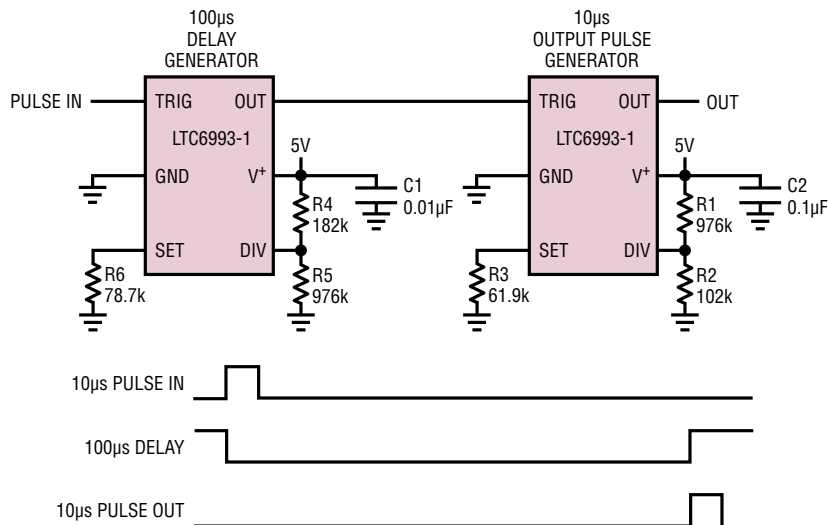 100µs
DELAY
GENERATOR
10µs
OUTPUT PULSE
GENERATOR
PULSE IN
TRIG
OUT
LTC6993-1
GND
V+
SET
DIV
5V
C1
0.01µF
R4
182k
R5
976k
R6
78.7k
TRIG
OUT
OUT
LTC6993-1
GND
V+
SET
DIV
5V
C2
0.1µF
R1
976k
R2
102k
R3
61.9k
10µs PULSE IN
100µs DELAY
10µs PULSE OUT